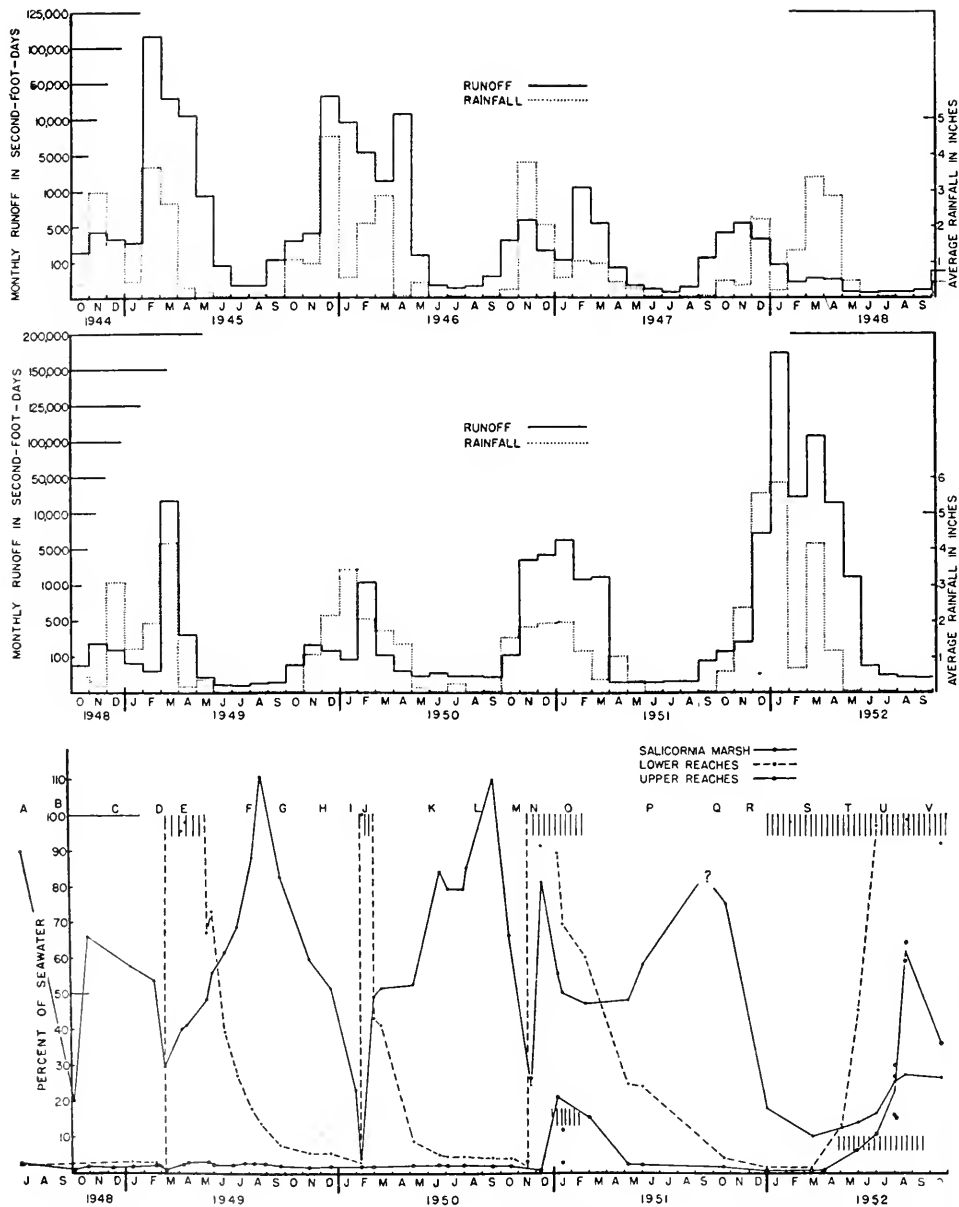 125,000
100,000
50,000
10,000
5000
1000
500
100
MONTHLY RUNOFF IN SECOND-FOOT-DAYS
RUNOFF
RAINFALL
5
4
3
2
1
AVERAGE RAINFALL IN INCHES
O N D J F M A M J J A S O N D J F M A M J J A S O N D J F M A M J J A S O N D J F M A M J J A S
1944 1945 1946 1947 1948
200,000
150,000
125,000
100,000
50,000
10,000
5000
1000
500
100
MONTHLY RUNOFF IN SECOND-FOOT-DAYS
RUNOFF
RAINFALL
6
5
4
3
2
1
AVERAGE RAINFALL IN INCHES
O N D J F M A M J J A S O N D J F M A M J J A S O N D J F M A M J J A S O N D J F M A M J J A S
1948 1949 1950 1951 1952
SALICORNIA MARSH
LOWER REACHES
UPPER REACHES
A B C D E F G H I J K L M N O P Q R S T U V
110
100
90
80
70
60
50
40
30
20
10
PERCENT OF SEAWATER
?
J A S O N D J F M A M J J A S O N D J F M A M J J A S O N D J F M A M J J A S O N D J F M A M J J A S
1948 1949 1950 1951 1952